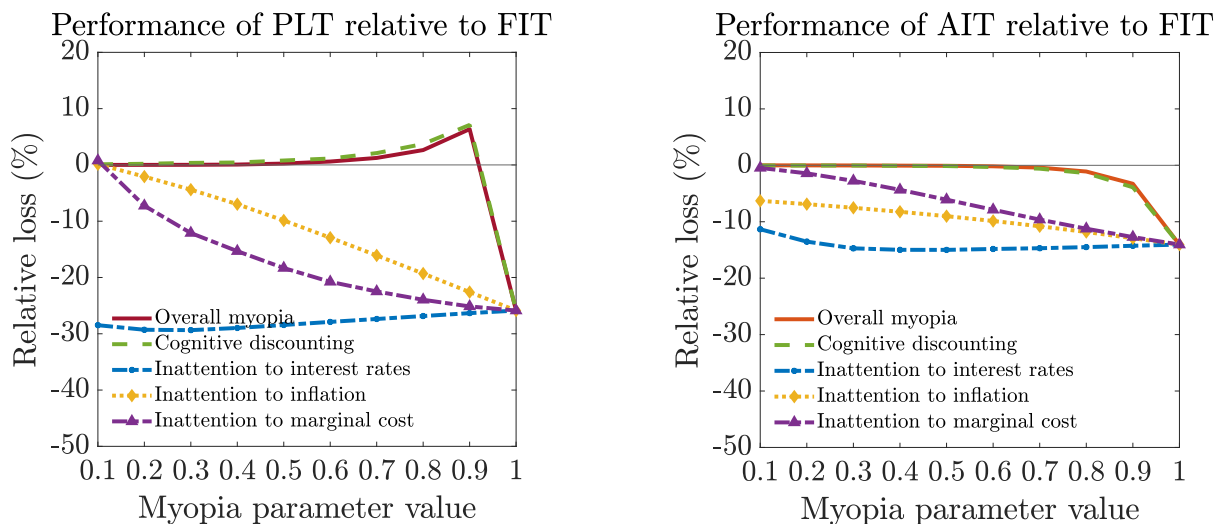 Performance of PLT relative to FIT
Relative loss (%)
20
10
0
-10
-20
-30
-40
-50
Overall myopia
Cognitive discounting
Inattention to interest rates
Inattention to inflation
Inattention to marginal cost
0.1 0.2 0.3 0.4 0.5 0.6 0.7 0.8 0.9 1
Myopia parameter value
Performance of AIT relative to FIT
Relative loss (%)
20
10
0
-10
-20
-30
-40
-50
Overall myopia
Cognitive discounting
Inattention to interest rates
Inattention to inflation
Inattention to marginal cost
0.1 0.2 0.3 0.4 0.5 0.6 0.7 0.8 0.9 1
Myopia parameter value